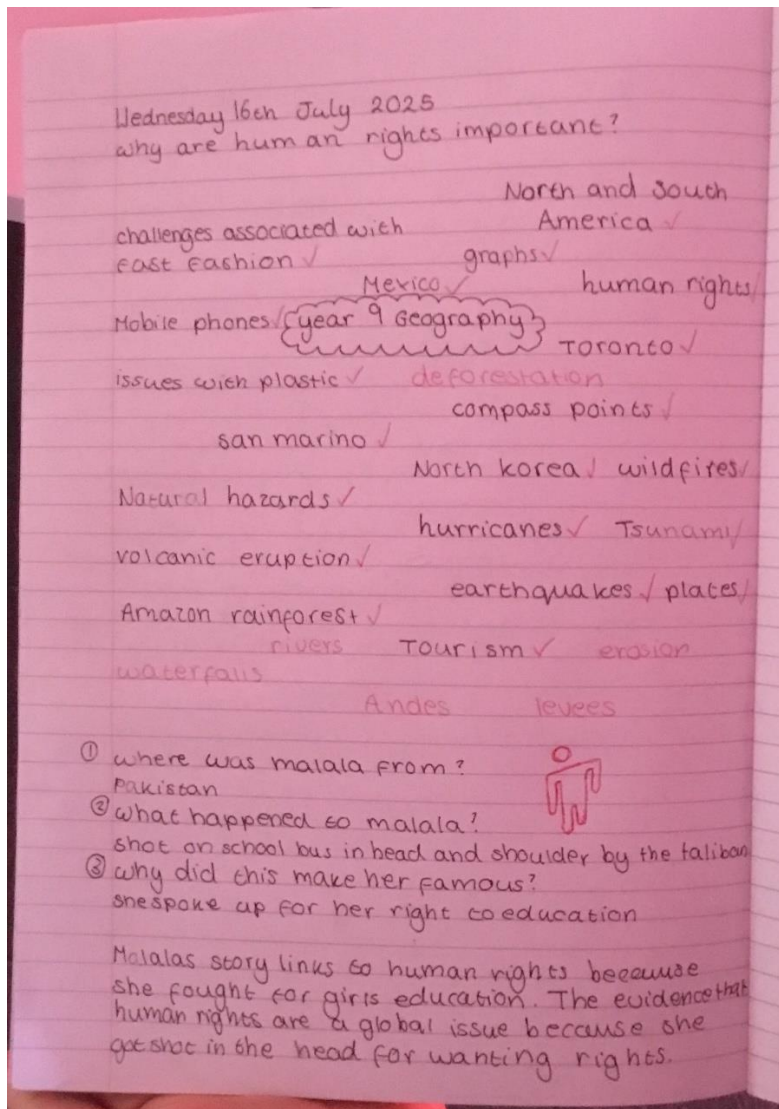 Wednesday 16th July 2025
why are human rights important?
North and South
challenges associated with America ✓
fast fashion ✓ graphs ✓
Mexico ✓ human rights ✓
Mobile phones ✓ year 9 Geography
Toronto ✓
issues with plastic ✓ deforestation
compass points ✓
san marino ✓
North korea ✓ wildfires ✓
Natural hazards ✓
hurricanes ✓ Tsunami ✓
volcanic eruption ✓
earthquakes ✓ plates ✓
Amazon rainforest ✓
rivers Tourism ✓ erosion
waterfalls
Andes levees
① where was malala from?
Pakistan
② what happened to malala?
shot on school bus in head and shoulder by the taliban
③ why did this make her famous?
she spoke up for her right to education
Malalas story links to human rights because
she fought for girls education. The evidence that
human rights are a global issue because she
got shot in the head for wanting rights.